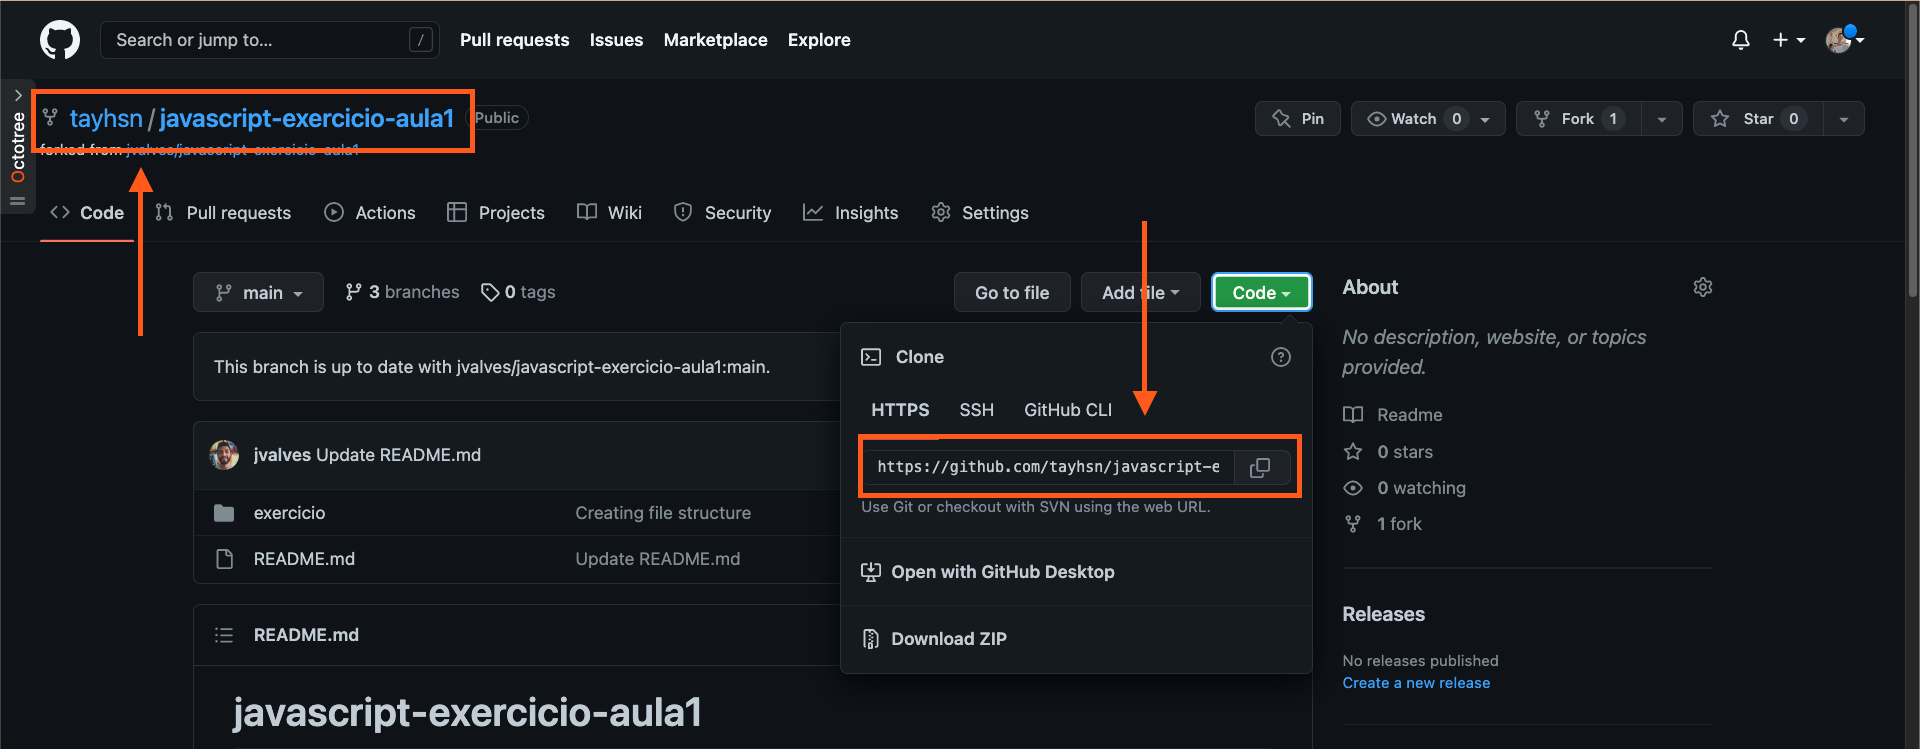 Search or jump to... /
Pull requests Issues Marketplace Explore
Octotree
tayhsn / javascript-exercicio-aula1 Public
Pin Watch 0 Fork 1 Star 0
forked from jvalves/javascript-exercicio-aula1
Code Pull requests Actions Projects Wiki Security Insights Settings
main 3 branches 0 tags
Go to file Add file Code
This branch is up to date with jvalves/javascript-exercicio-aula1:main.
jvalves Update README.md
exercicio Creating file structure
README.md Update README.md
README.md
javascript-exercicio-aula1
Clone
HTTPS SSH GitHub CLI
https://github.com/tayhsn/javascript-e
Use Git or checkout with SVN using the web URL.
Open with GitHub Desktop
Download ZIP
About
No description, website, or topics
provided.
Readme
0 stars
0 watching
1 fork
Releases
No releases published
Create a new release